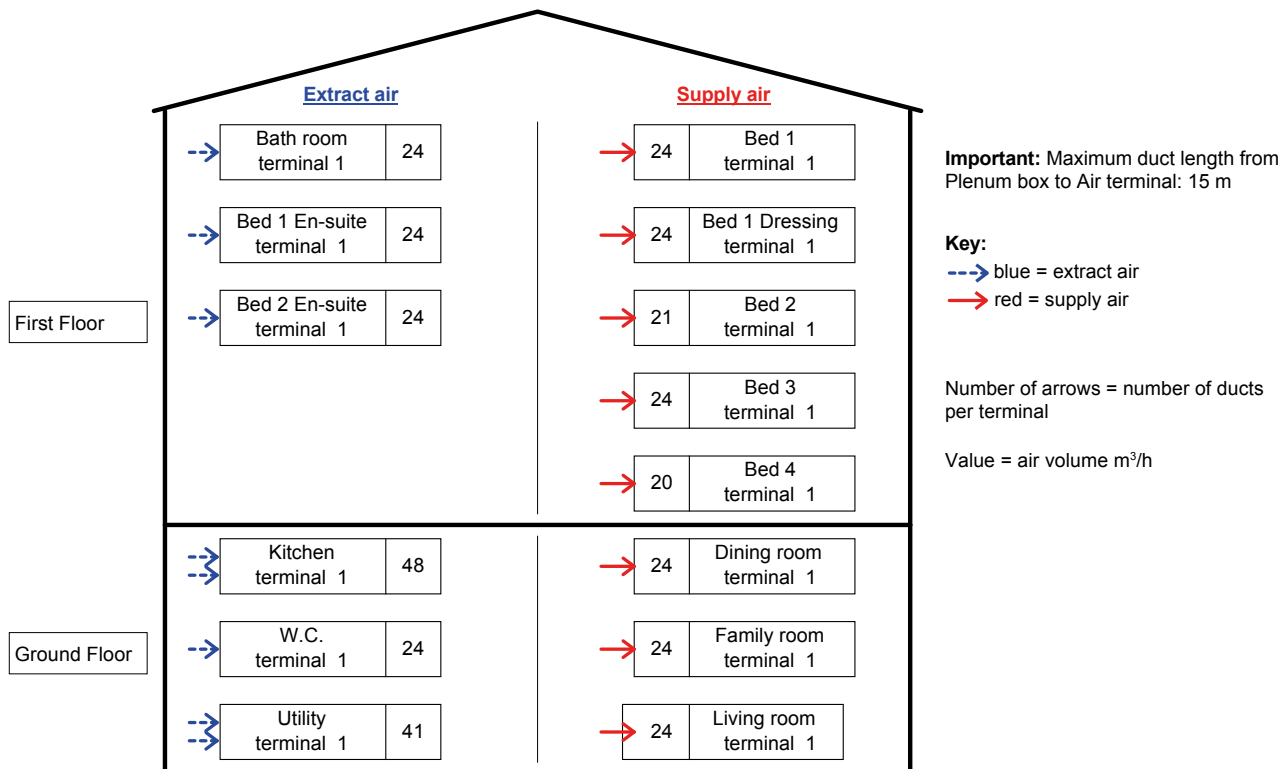 Extract air
Supply air
Bath room
terminal 1
24
24
Bed 1
terminal 1
Important: Maximum duct length from
Plenum box to Air terminal: 15 m
Bed 1 En-suite
terminal 1
24
24
Bed 1 Dressing
terminal 1
Key:
blue = extract air
red = supply air
First Floor
Bed 2 En-suite
terminal 1
24
21
Bed 2
terminal 1
24
Bed 3
terminal 1
Number of arrows = number of ducts
per terminal
Value = air volume m³/h
20
Bed 4
terminal 1
Kitchen
terminal 1
48
24
Dining room
terminal 1
Ground Floor
W.C.
terminal 1
24
24
Family room
terminal 1
Utility
terminal 1
41
24
Living room
terminal 1